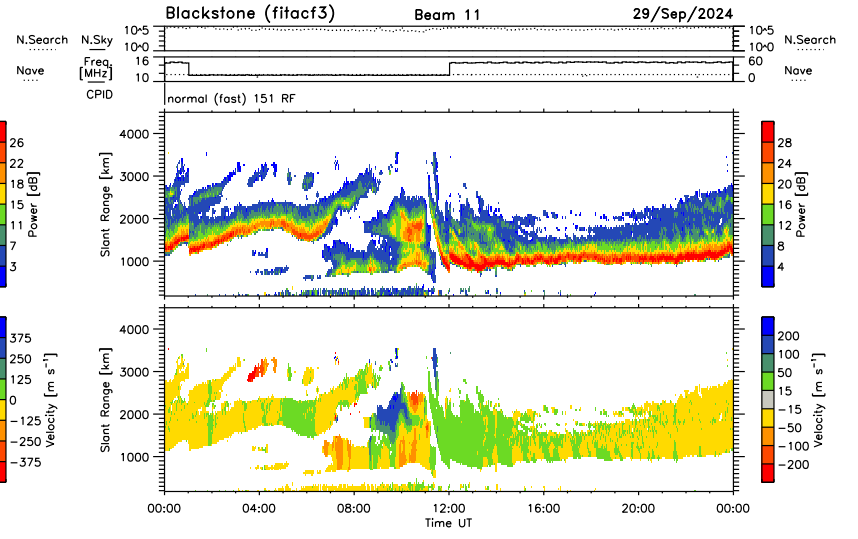 Blackstone (fitacf3) Beam 11 29/Sep/2024
N.Search N.Sky 10^5 10^0 10^5 10^0 N.Search
Nave Freq. [MHz] 16 10 60 0 Nave
CPID normal (fast) 151 RF
Power [dB] 26 22 18 15 11 7 3
Slant Range [km] 4000 3000 2000 1000
Power [dB] 28 24 20 16 12 8 4
Velocity [m s⁻¹] 375 250 125 0 −125 −250 −375
Slant Range [km] 4000 3000 2000 1000
Velocity [m s⁻¹] 200 100 50 15 −15 −50 −100 −200
00:00 04:00 08:00 12:00 16:00 20:00 00:00
Time UT